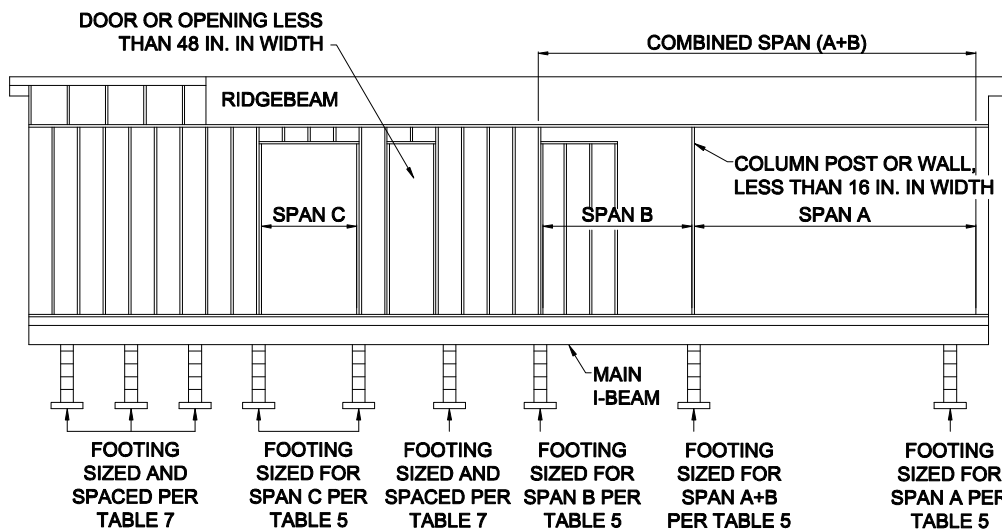 DOOR OR OPENING LESS
THAN 48 IN. IN WIDTH
COMBINED SPAN (A+B)
RIDGEBEAM
COLUMN POST OR WALL,
LESS THAN 16 IN. IN WIDTH
SPAN C
SPAN B
SPAN A
MAIN
I-BEAM
FOOTING
SIZED AND
SPACED PER
TABLE 7
FOOTING
SIZED FOR
SPAN C PER
TABLE 5
FOOTING
SIZED AND
SPACED PER
TABLE 7
FOOTING
SIZED FOR
SPAN B PER
TABLE 5
FOOTING
SIZED FOR
SPAN A+B
PER TABLE 5
FOOTING
SIZED FOR
SPAN A PER
TABLE 5